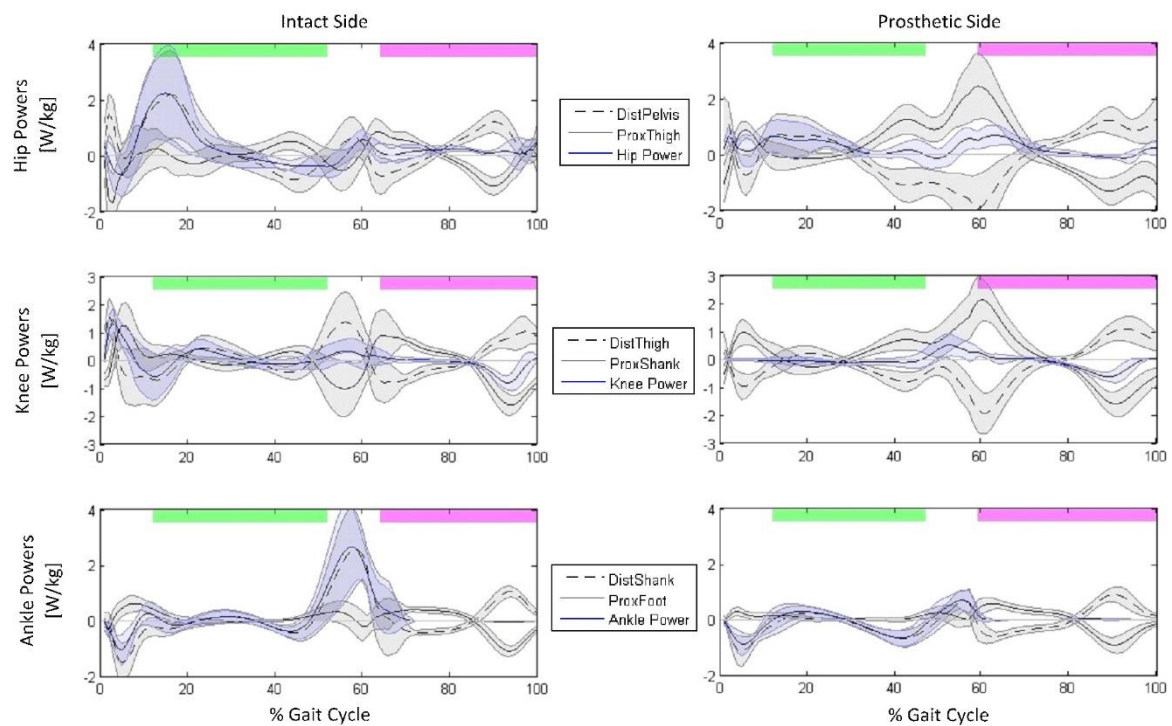 Intact Side
Prosthetic Side
Hip Powers
[W/kg]
4
2
0
-2
0 20 40 60 80 100
DistPelvis
ProxThigh
Hip Power
4
2
0
-2
0 20 40 60 80 100
Knee Powers
[W/kg]
3
2
1
0
-1
-2
-3
0 20 40 60 80 100
DistThigh
ProxShank
Knee Power
3
2
1
0
-1
-2
-3
0 20 40 60 80 100
Ankle Powers
[W/kg]
4
2
0
-2
0 20 40 60 80 100
DistShank
ProxFoot
Ankle Power
4
2
0
-2
0 20 40 60 80 100
% Gait Cycle
% Gait Cycle